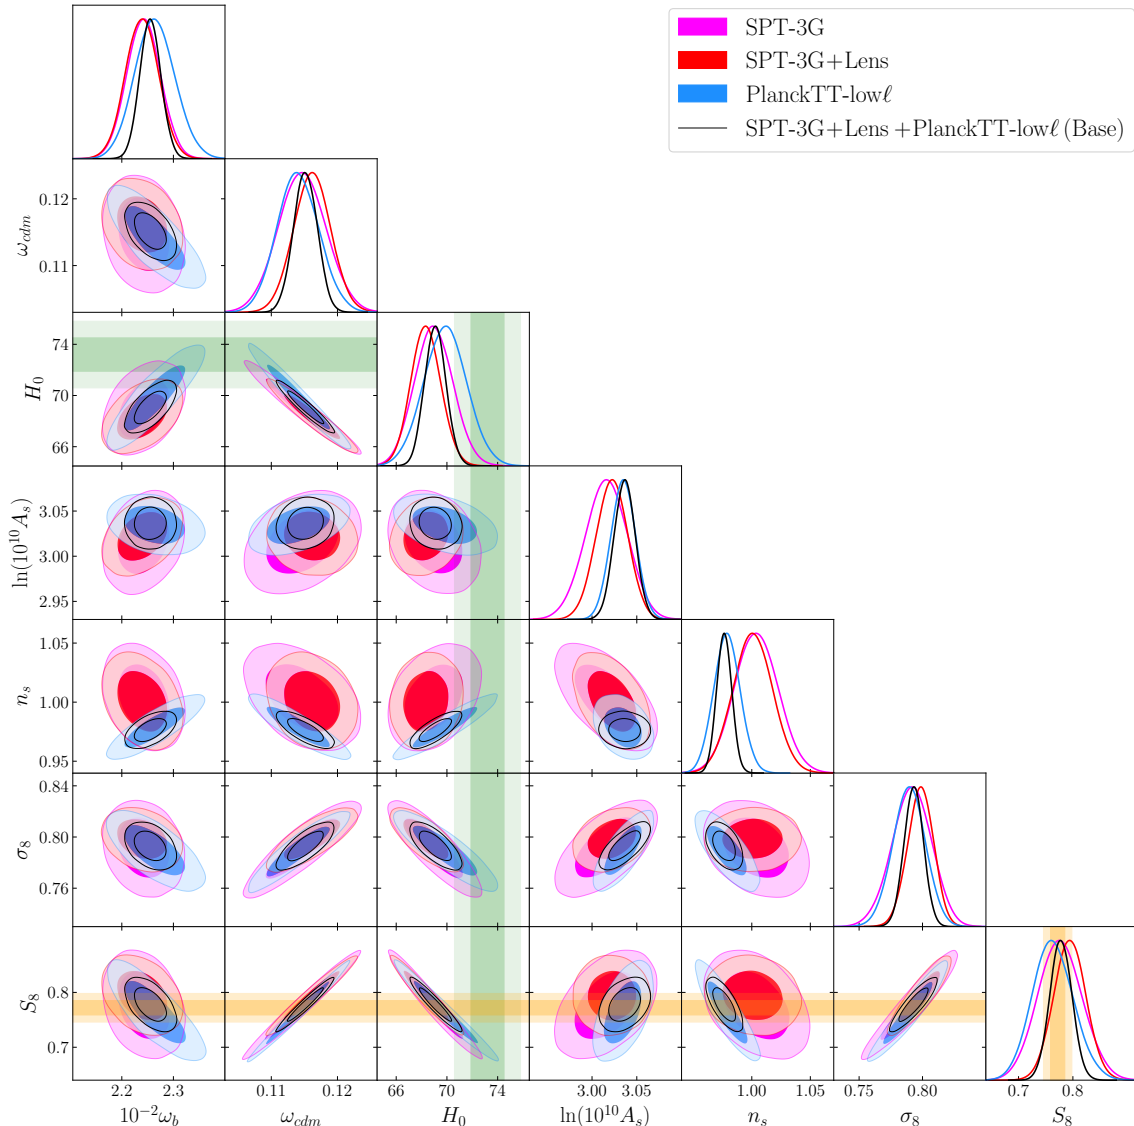 SPT-3G
SPT-3G+Lens
PlanckTT-lowℓ
SPT-3G+Lens +PlanckTT-lowℓ (Base)
0.12
0.11
ω_{cdm}
74
70
66
H_0
3.05
3.00
2.95
ln(10^{10}A_s)
1.05
1.00
0.95
n_s
0.84
0.80
0.76
σ_8
0.8
0.7
S_8
2.2 2.3 0.11 0.12 66 70 74 3.00 3.05 1.00 1.05 0.75 0.80 0.7 0.8
10^{-2}ω_b ω_{cdm} H_0 ln(10^{10}A_s) n_s σ_8 S_8